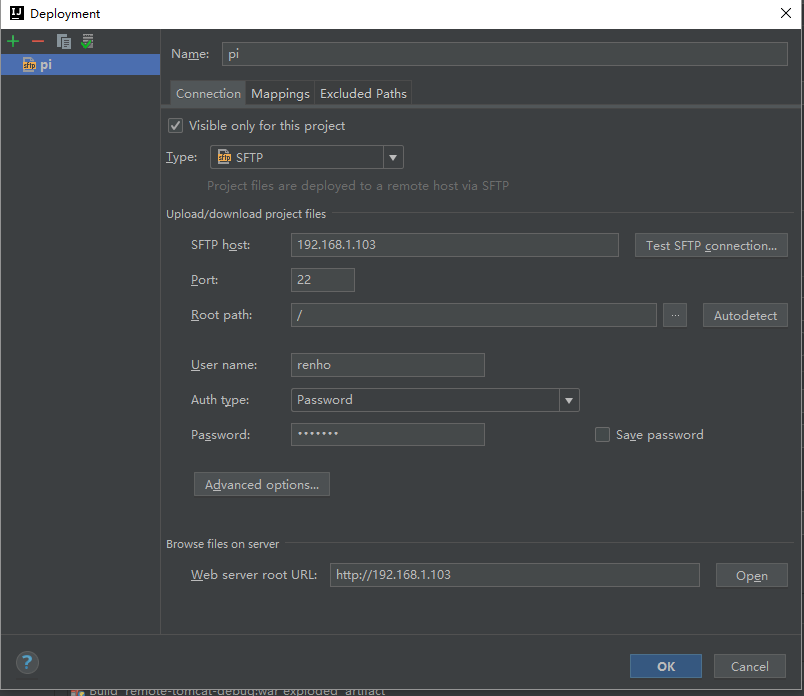 Deployment
pi
Name: pi
Connection Mappings Excluded Paths
Visible only for this project
Type: SFTP
Project files are deployed to a remote host via SFTP
Upload/download project files
SFTP host: 192.168.1.103 Test SFTP connection...
Port: 22
Root path: / ... Autodetect
User name: renho
Auth type: Password
Password: ••••••• Save password
Advanced options...
Browse files on server
Web server root URL: http://192.168.1.103 Open
? OK Cancel
Build 'remote-tomcat-debug:war exploded' artifact